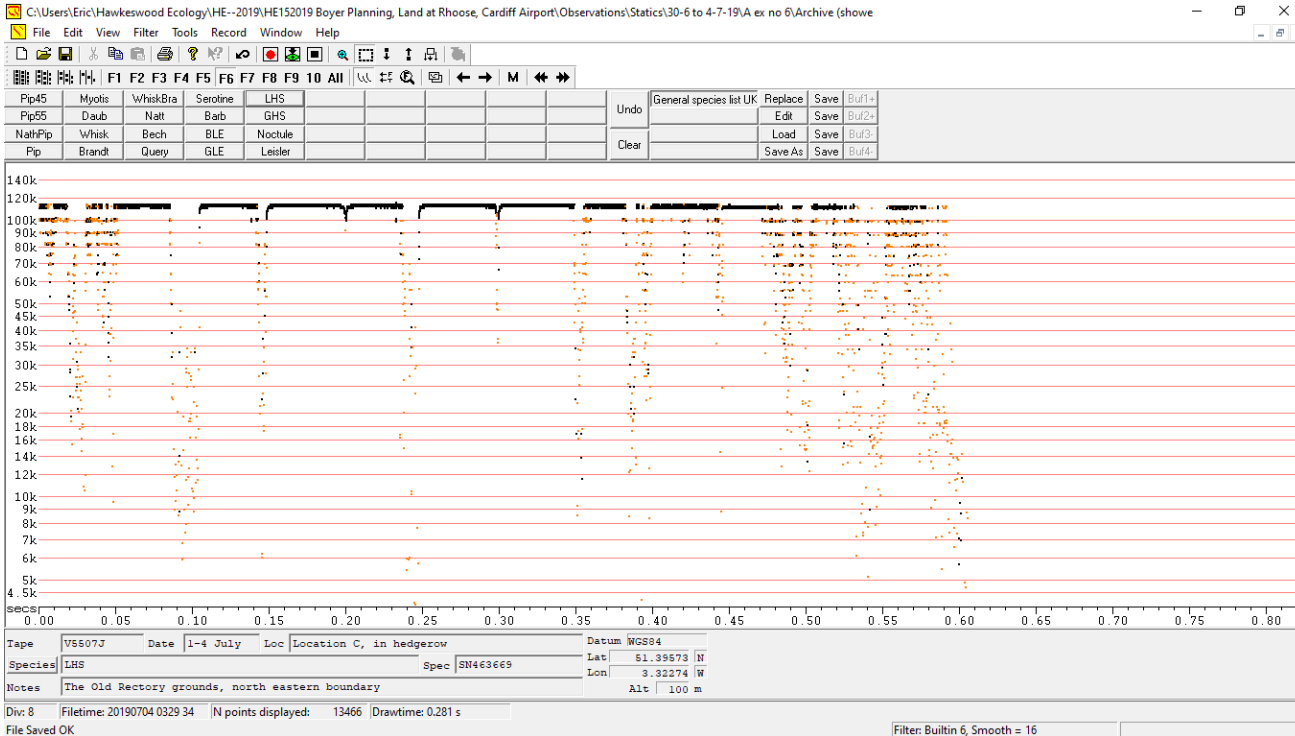 C:\Users\Eric\Hawkeswood Ecology\HE--2019\HE152019 Boyer Planning, Land at Rhoose, Cardiff Airport\Observations\Statics\30-6 to 4-7-19\A ex no 6\Archive (showe
File Edit View Filter Tools Record Window Help
F1 F2 F3 F4 F5 F6 F7 F8 F9 10 All M
Pip45 Myotis WhiskBra Serotine LHS Undo General species list UK Replace Save Buf1+
Pip55 Daub Natt Barb GHS Edit Save Buf2+
NathPip Whisk Bech BLE Noctule Clear Load Save Buf3-
Pip Brandt Query GLE Leisler Save As Save Buf4-
140k
120k
100k
90k
80k
70k
60k
50k
45k
40k
35k
30k
25k
20k
18k
16k
14k
12k
10k
9k
8k
7k
6k
5k
4.5k
secs
0.00 0.05 0.10 0.15 0.20 0.25 0.30 0.35 0.40 0.45 0.50 0.55 0.60 0.65 0.70 0.75 0.80
Tape V5507J Date 1-4 July Loc Location C, in hedgerow Datum WGS84
Species LHS Spec SN463669 Lat 51.39573 N
Lon 3.32274 W
Notes The Old Rectory grounds, north eastern boundary Alt 100 m
Div: 8 Filetime: 20190704 0329 34 N points displayed: 13466 Drawtime: 0.281 s
File Saved OK Filter: Builtin 6, Smooth = 16